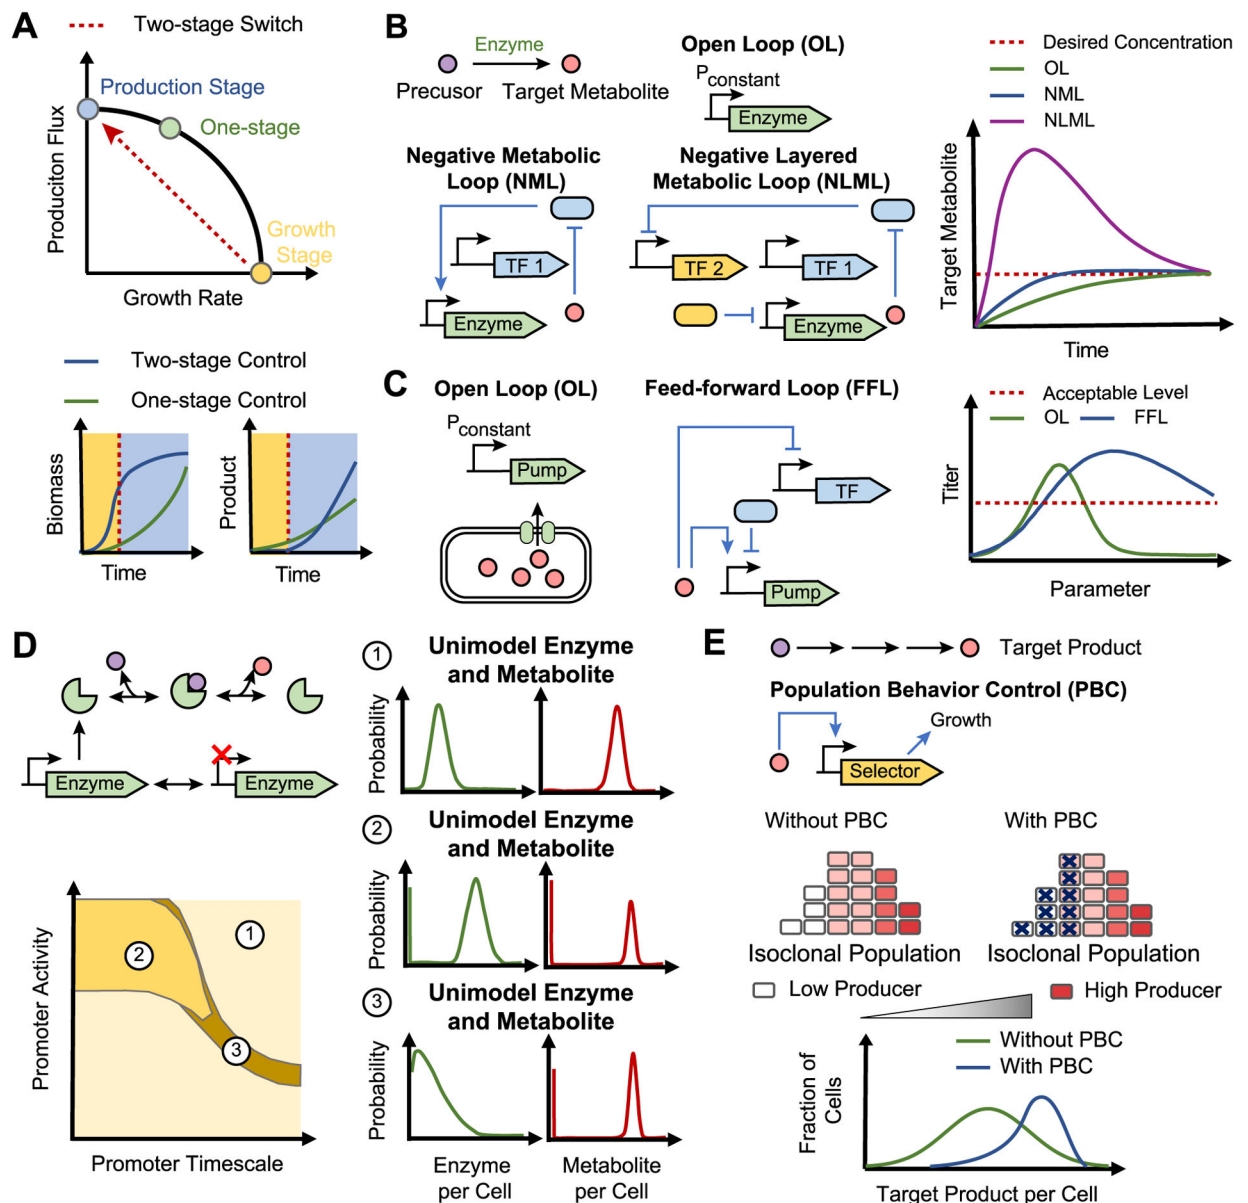 A
Two-stage Switch
Production Stage
One-stage
Growth
Stage
Produciton Flux
Growth Rate
Two-stage Control
One-stage Control
Biomass
Time
Product
Time
B
Enzyme
Precusor
Target Metabolite
Open Loop (OL)
Pconstant
Enzyme
Negative Metabolic
Loop (NML)
TF 1
Enzyme
Negative Layered
Metabolic Loop (NLML)
TF 2
TF 1
Enzyme
Desired Concentration
OL
NML
NLML
Target Metabolite
Time
C
Open Loop (OL)
Pconstant
Pump
Feed-forward Loop (FFL)
TF
Pump
Acceptable Level
OL
FFL
Titer
Parameter
D
Enzyme
Enzyme
Promoter Activity
1
2
3
Promoter Timescale
1
Unimodel Enzyme
and Metabolite
Probability
2
Unimodel Enzyme
and Metabolite
Probability
3
Unimodel Enzyme
and Metabolite
Probability
Enzyme
per Cell
Metabolite
per Cell
E
Target Product
Population Behavior Control (PBC)
Growth
Selector
Without PBC
With PBC
Isoclonal Population
Isoclonal Population
Low Producer
High Producer
Without PBC
With PBC
Fraction of
Cells
Target Product per Cell